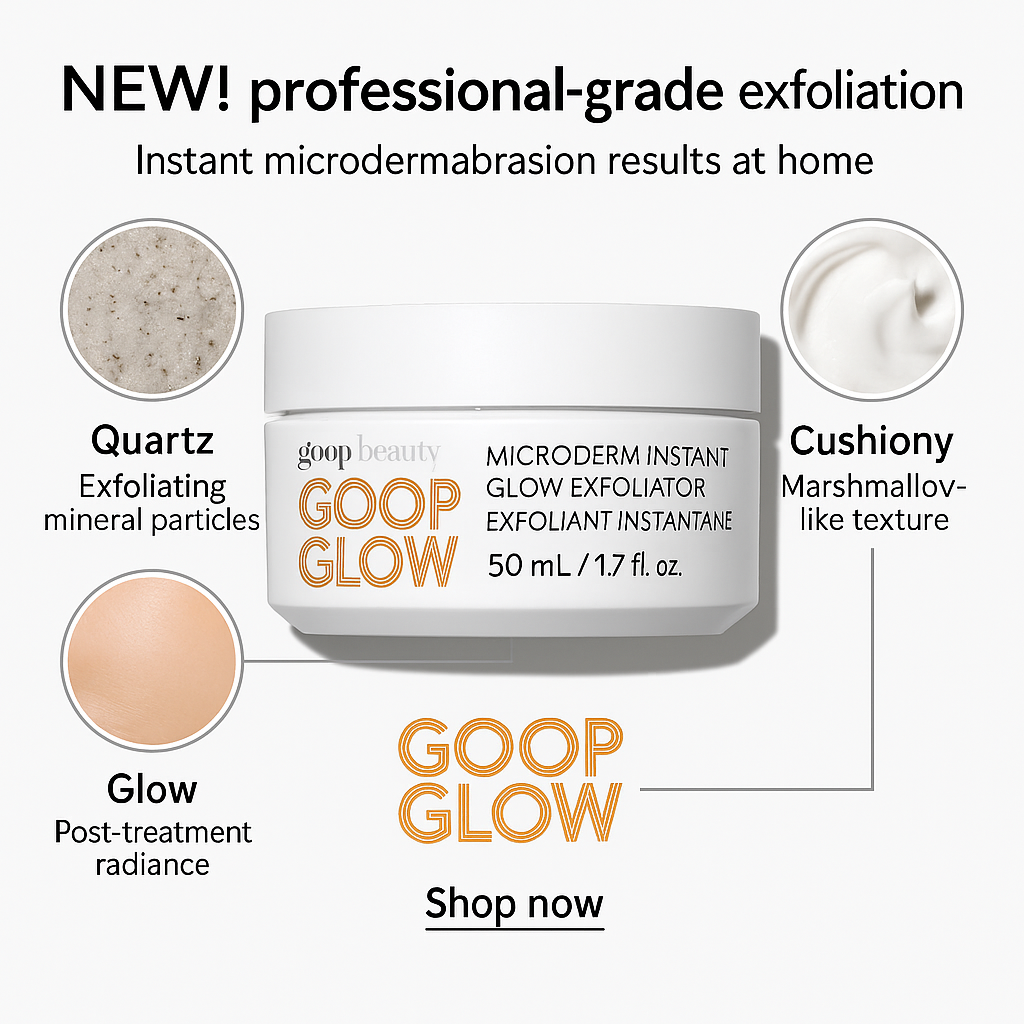 NEW! professional-grade exfoliation
Instant microdermabrasion results at home
Quartz
Exfoliating
mineral particles
goop beauty
GOOP
GLOW
MICRODERM INSTANT
GLOW EXFOLIATOR
EXFOLIANT INSTANTANE
50 mL / 1.7 fl. oz.
Cushiony
Marshmallov-
like texture
Glow
Post-treatment
radiance
GOOP
GLOW
Shop now